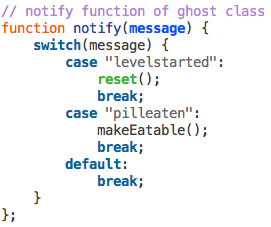 // notify function of ghost class
function notify(message) {
    switch(message) {
        case "levelstarted":
            reset();
            break;
        case "pilleaten":
            makeEatable();
            break;
        default:
            break;
    }
};